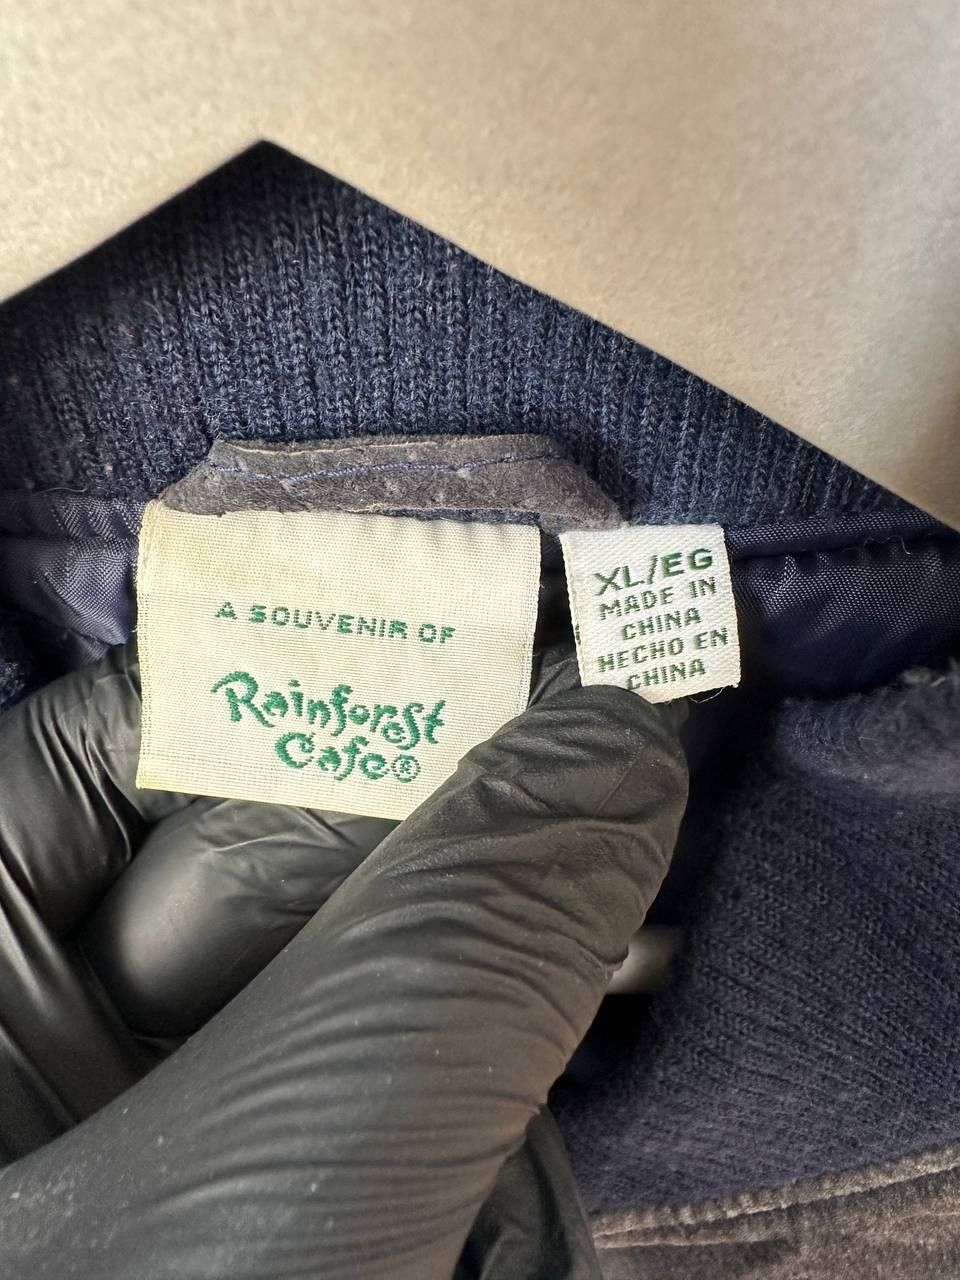 A SOUVENIR OF
Rainforest
Cafe®
XL/EG
MADE IN
CHINA
HECHO EN
CHINA